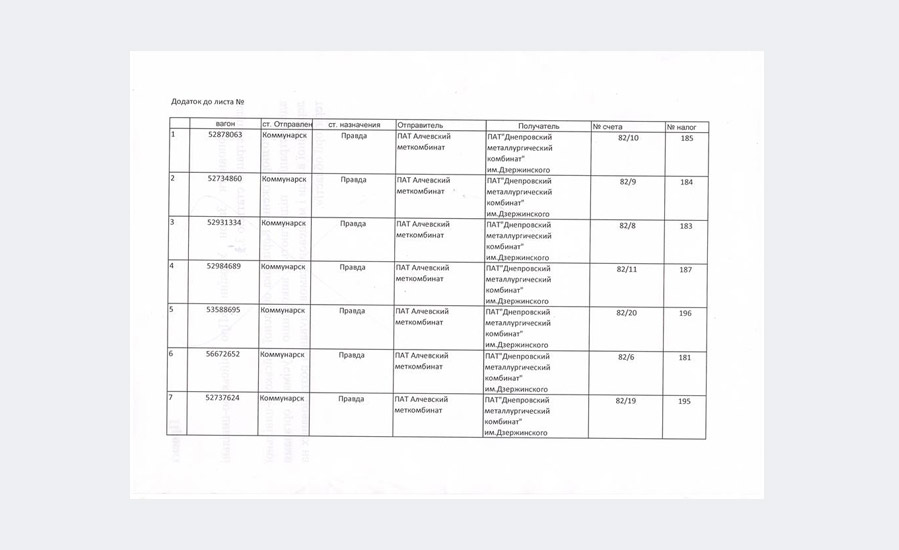 Додаток до листа №
вагон ст. Отправлен ст. назначения Отправитель Получатель № счета № налог
1 52878063 Коммунарск Правда ПАТ Алчевский ПАТ"Днепровский 82/10 185
меткомбинат металлургический
комбинат"
им.Дзержинского
2 52734860 Коммунарск Правда ПАТ Алчевский ПАТ"Днепровский 82/9 184
меткомбинат металлургический
комбинат"
им.Дзержинского
3 52931334 Коммунарск Правда ПАТ Алчевский ПАТ"Днепровский 82/8 183
меткомбинат металлургический
комбинат"
им.Дзержинского
4 52984689 Коммунарск Правда ПАТ Алчевский ПАТ"Днепровский 82/11 187
меткомбинат металлургический
комбинат"
им.Дзержинского
5 53588695 Коммунарск Правда ПАТ Алчевский ПАТ"Днепровский 82/20 196
меткомбинат металлургический
комбинат"
им.Дзержинского
6 56672652 Коммунарск Правда ПАТ Алчевский ПАТ"Днепровский 82/6 181
меткомбинат металлургический
комбинат"
им.Дзержинского
7 52737624 Коммунарск Правда ПАТ Алчевский ПАТ"Днепровский 82/19 195
меткомбинат металлургический
комбинат"
им.Дзержинского